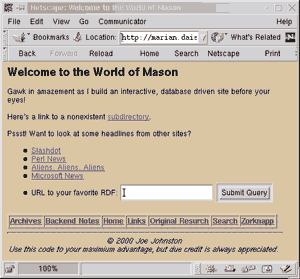 Netscape: Welcome to the World of Mason
File Edit View Go Communicator Help
Bookmarks Location: http://marian.dais What's Related
Back Forward Reload Home Search Netscape Print
Welcome to the World of Mason
Gawk in amazement as I build an interactive, database driven site before your
eyes!
Here's a link to a nonexistent subdirectory.
Pssst! Want to look at some headlines from other sites?
Slashdot
Perl News
Aliens, Aliens, Aliens
Microsoft News
URL to your favorite RDF: Submit Query
Archives Backend Notes Home Links Original Resurch Search Zorknapp
© 2000 Joe Johnston
Use this code to your maximium advantage, but due credit is always appreciated.
100%